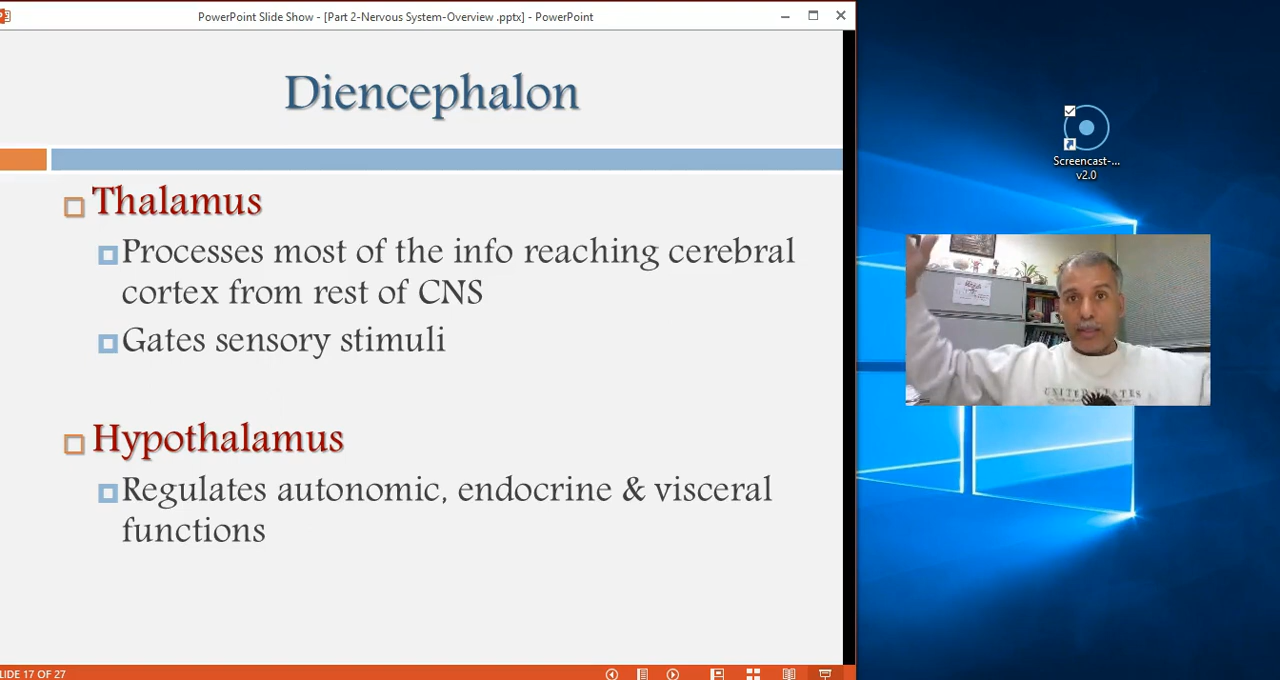 PowerPoint Slide Show - [Part 2-Nervous System-Overview .pptx] - PowerPoint
Diencephalon
Thalamus
Processes most of the info reaching cerebral
cortex from rest of CNS
Gates sensory stimuli
Hypothalamus
Regulates autonomic, endocrine & visceral
functions
LIDE 17 OF 27
Screencast-...
v2.0
UNITED STATES